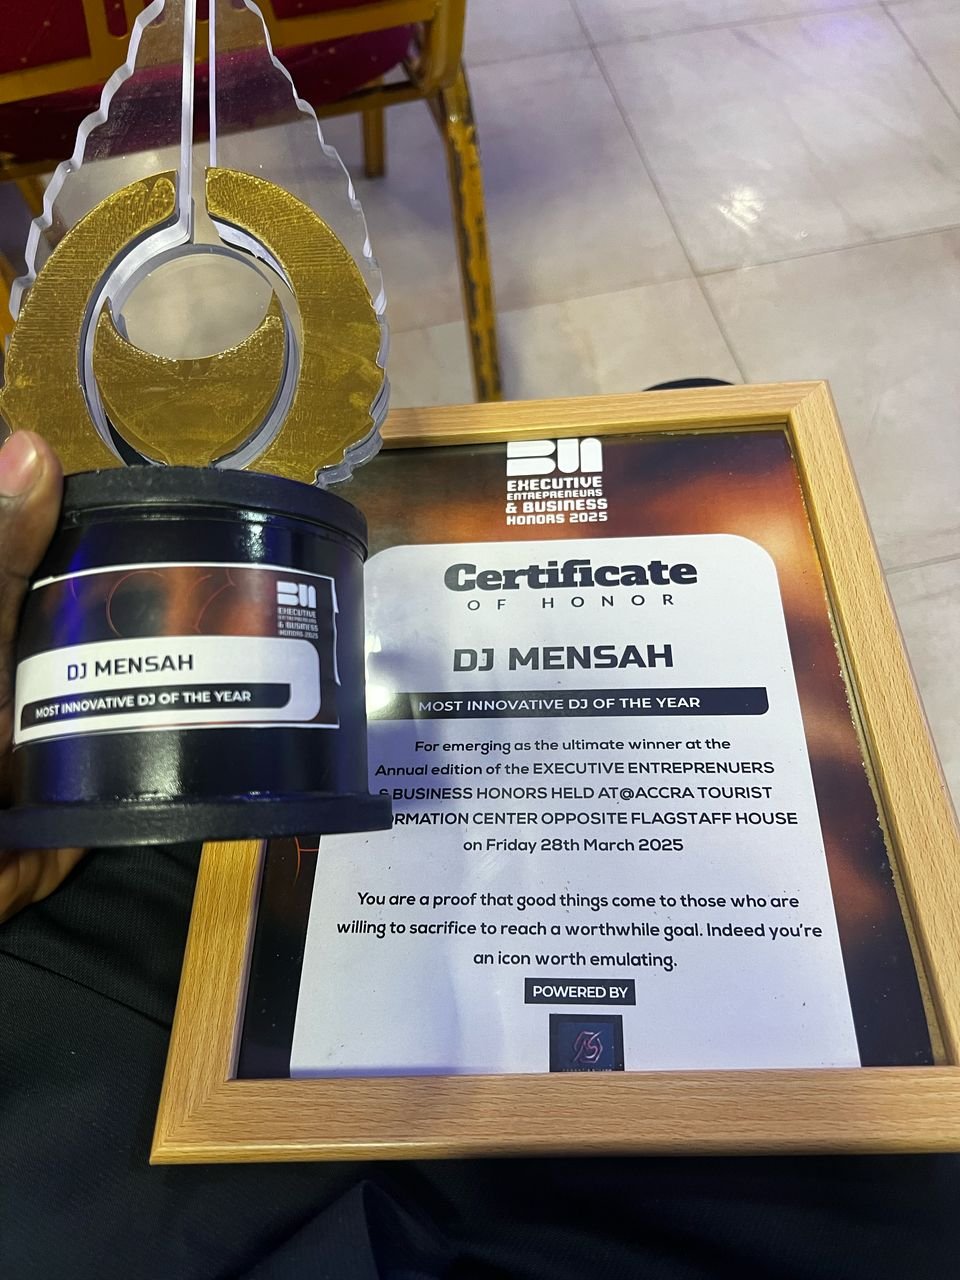 BU
EXECUTIVE
ENTREPRENEURS
& BUSINESS
HONORS 2025
DJ MENSAH
MOST INNOVATIVE DJ OF THE YEAR
BU
EXECUTIVE
ENTREPRENEURS
& BUSINESS
HONORS 2025
Certificate
OF HONOR
DJ MENSAH
MOST INNOVATIVE DJ OF THE YEAR
For emerging as the ultimate winner at the
Annual edition of the EXECUTIVE ENTREPRENUERS
& BUSINESS HONORS HELD AT@ACCRA TOURIST
ORMATION CENTER OPPOSITE FLAGSTAFF HOUSE
on Friday 28th March 2025
You are a proof that good things come to those who are
willing to sacrifice to reach a worthwhile goal. Indeed you're
an icon worth emulating.
POWERED BY